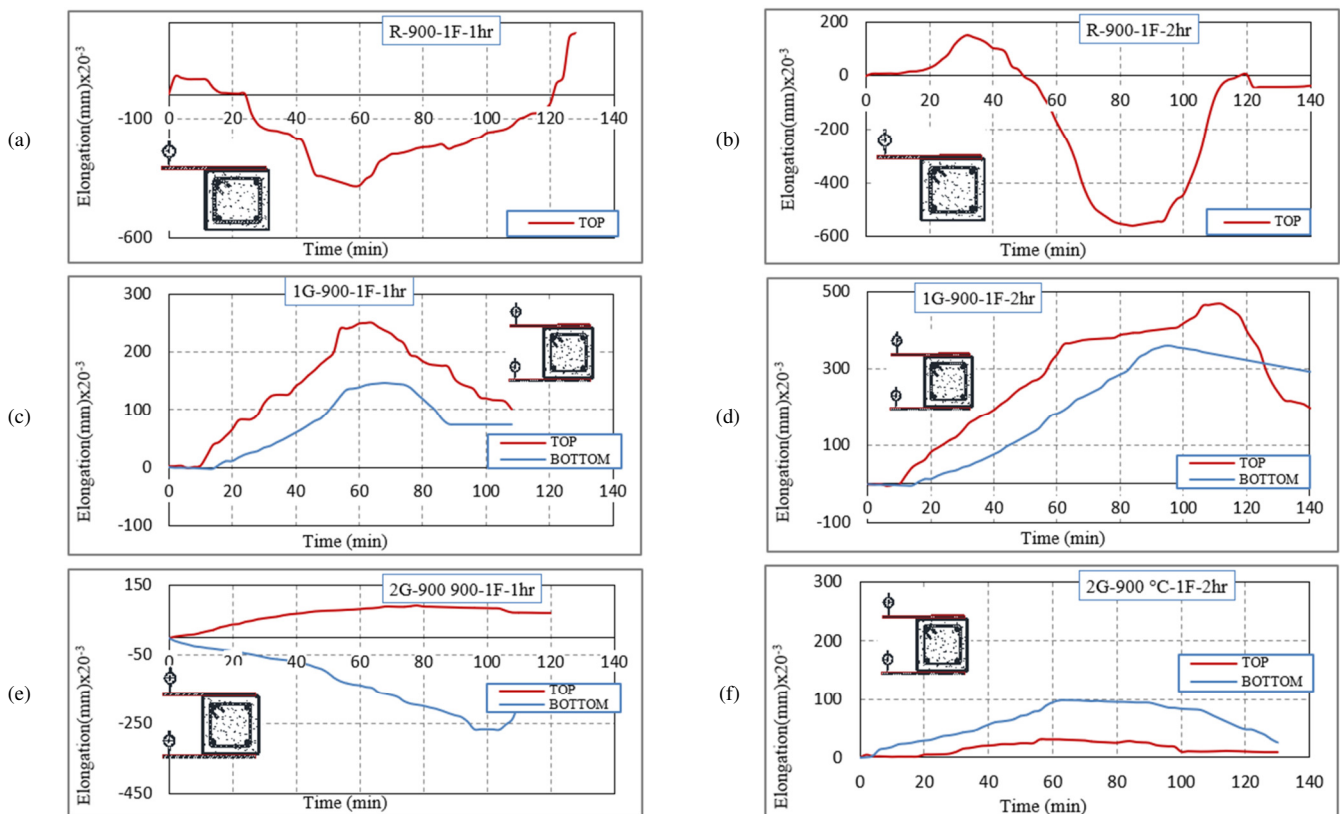 (a)
R-900-1F-1hr
Elongation(mm)x20⁻³
-100
-600
0 20 40 60 80 100 120 140
Time (min)
TOP
(b)
R-900-1F-2hr
Elongation(mm)x20⁻³
200
0
-200
-400
-600
0 20 40 60 80 100 120 140
Time (min)
TOP
(c)
1G-900-1F-1hr
Elongation(mm)x20⁻³
300
200
100
0
-100
0 20 40 60 80 100 120 140
Time (min)
TOP
BOTTOM
(d)
1G-900-1F-2hr
Elongation(mm)x20⁻³
500
300
100
-100
0 20 40 60 80 100 120 140
Time (min)
TOP
BOTTOM
(e)
2G-900 900-1F-1hr
Elongation(mm)x20⁻³
150
-50
-250
-450
0 20 40 60 80 100 120 140
Time (min)
TOP
BOTTOM
(f)
2G-900 °C-1F-2hr
Elongation(mm)x20⁻³
300
200
100
0
0 20 40 60 80 100 120 140
Time (min)
TOP
BOTTOM